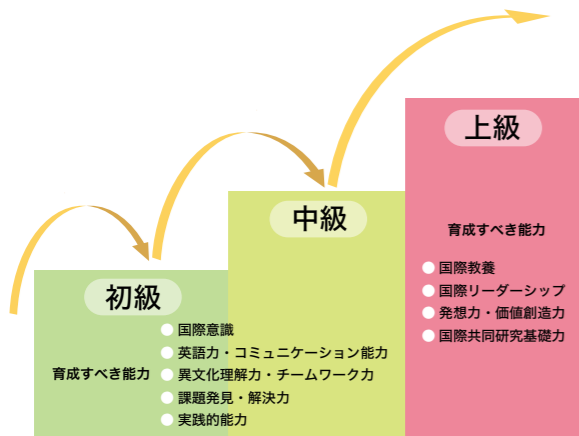 初級
育成すべき能力
国際意識
英語力・コミュニケーション能力
異文化理解力・チームワーク力
課題発見・解決力
実践的能力
中級
上級
育成すべき能力
国際教養
国際リーダーシップ
発想力・価値創造力
国際共同研究基礎力